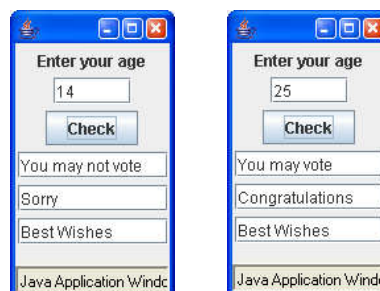 Enter your age
14
Check
You may not vote
Sorry
Best Wishes
Java Application Windo
Enter your age
25
Check
You may vote
Congratulations
Best Wishes
Java Application Wind